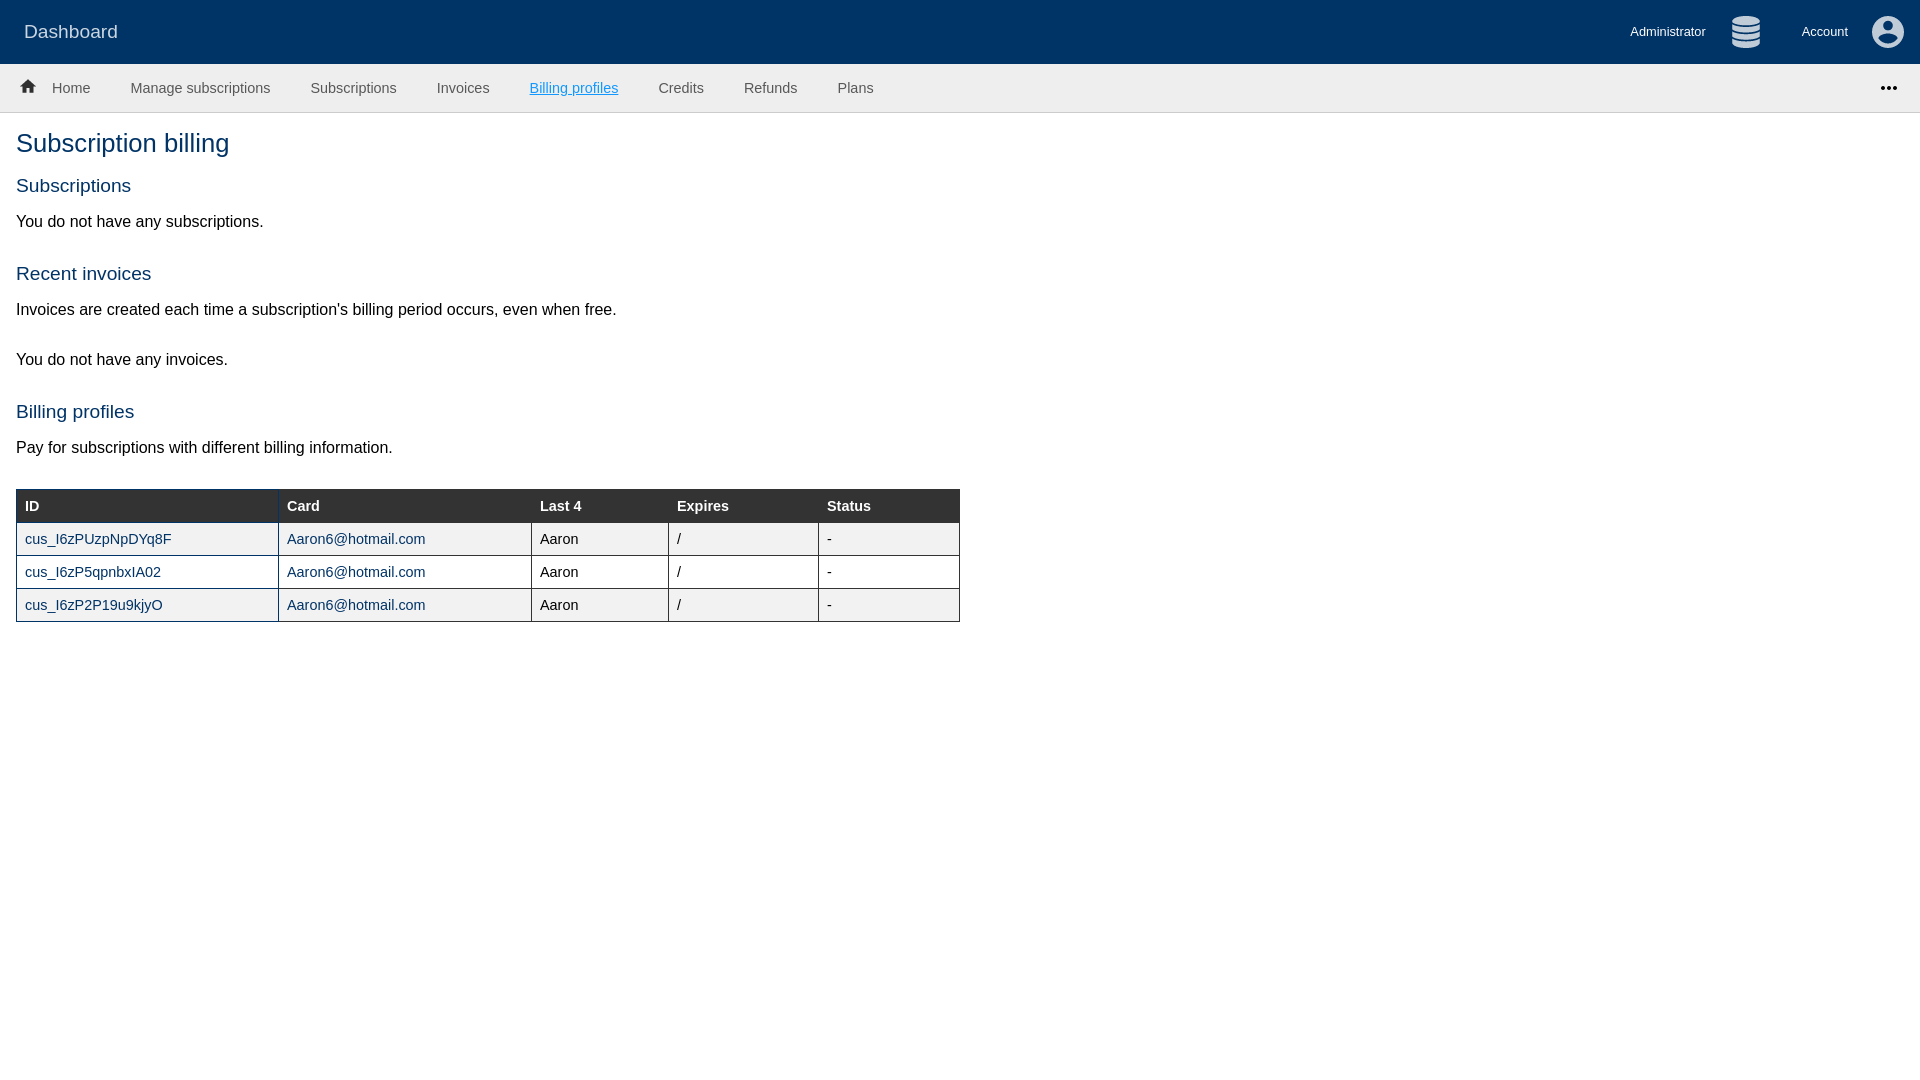 Dashboard
Administrator
Account
Home
Manage subscriptions
Subscriptions
Invoices
Billing profiles
Credits
Refunds
Plans
Subscription billing
Subscriptions
You do not have any subscriptions.
Recent invoices
Invoices are created each time a subscription's billing period occurs, even when free.
You do not have any invoices.
Billing profiles
Pay for subscriptions with different billing information.
ID Card Last 4 Expires Status
cus_I6zPUzpNpDYq8F Aaron6@hotmail.com Aaron / -
cus_I6zP5qpnbxIA02 Aaron6@hotmail.com Aaron / -
cus_I6zP2P19u9kjyO Aaron6@hotmail.com Aaron / -